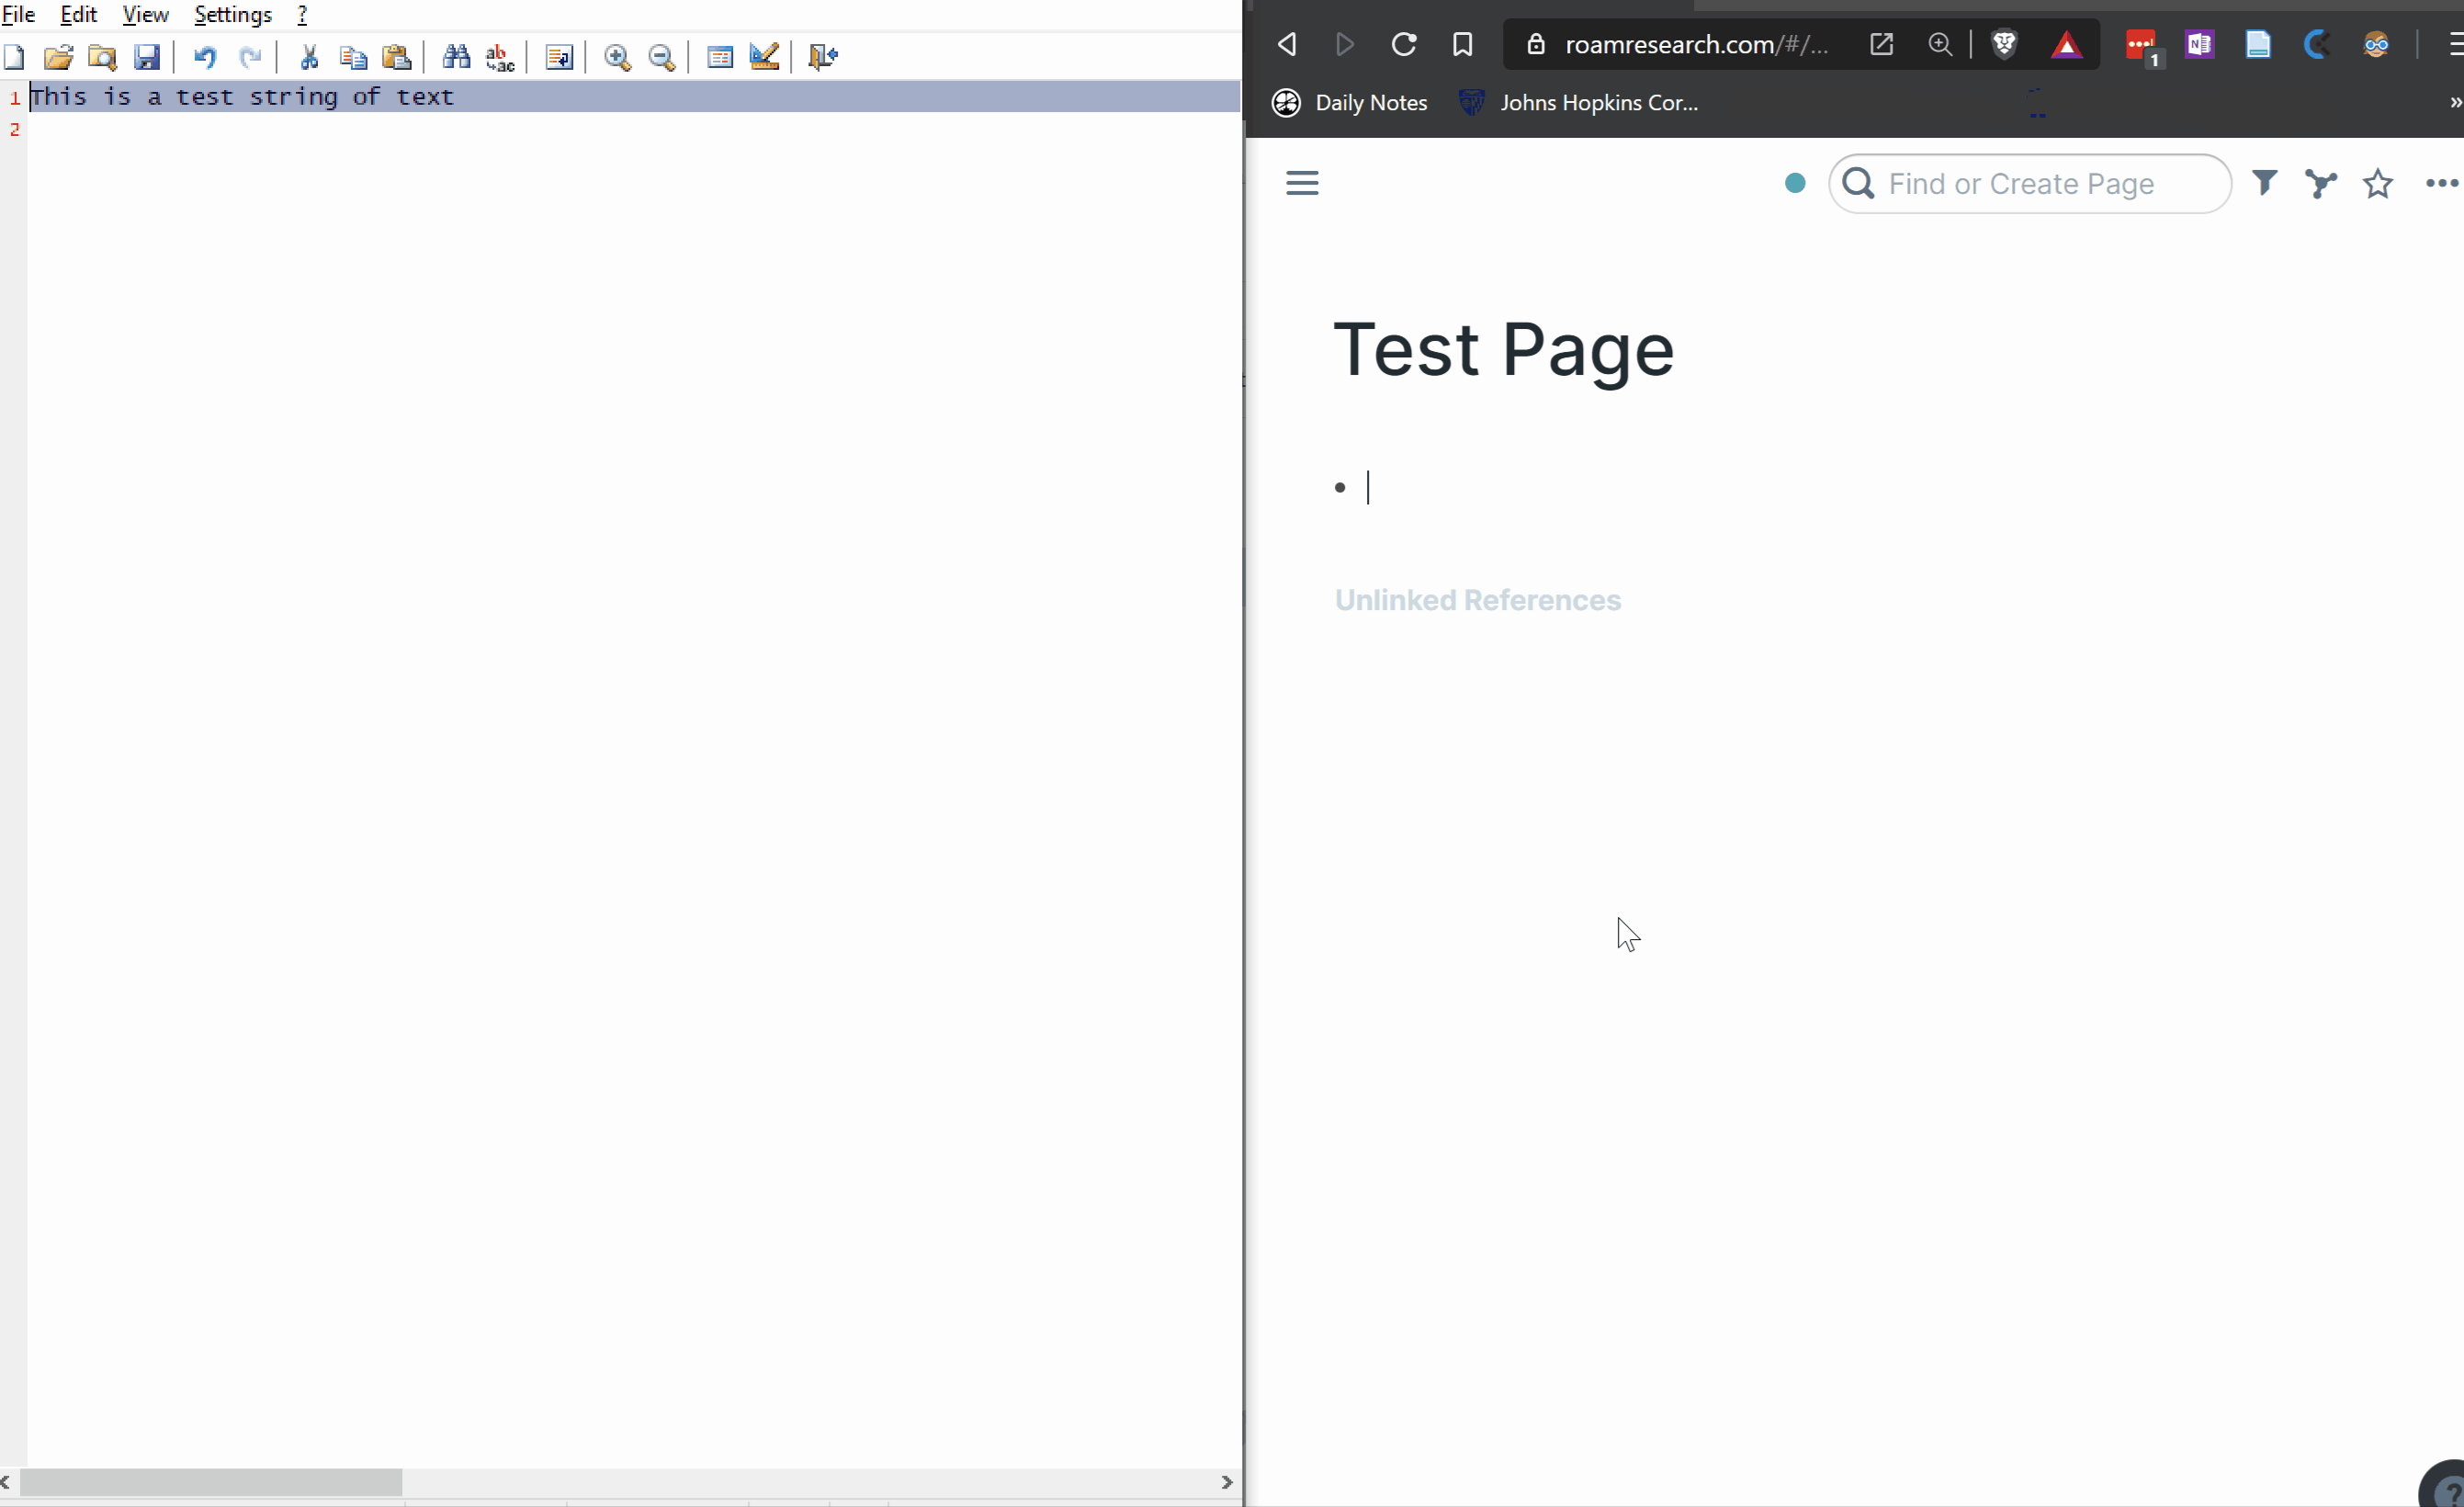 File Edit View Settings ?
1 This is a test string of text
2
roamresearch.com/#/...
1
Daily Notes Johns Hopkins Cor... »
Find or Create Page
Test Page
Unlinked References
?